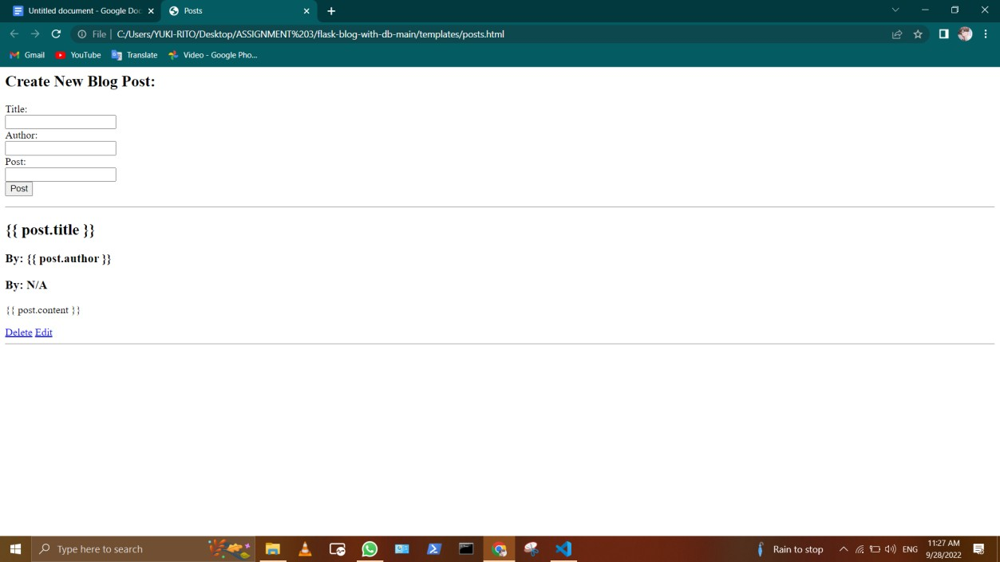 Untitled document - Google Doc
Posts
File
C:/Users/YUKI-RITO/Desktop/ASSIGNMENT%203/flask-blog-with-db-main/templates/posts.html
Gmail
YouTube
Translate
Video - Google Pho...
Create New Blog Post:
Title:
Author:
Post:
Post
{{ post.title }}
By: {{ post.author }}
By: N/A
{{ post.content }}
Delete Edit
Type here to search
Rain to stop
ENG
11:27 AM
9/28/2022